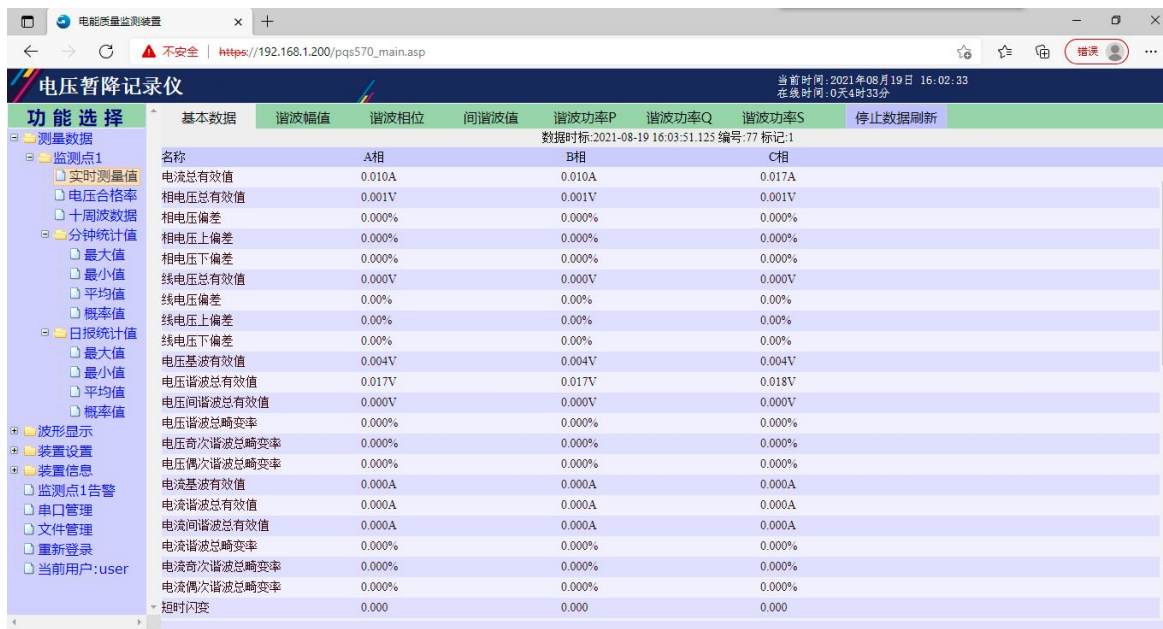 电能质量监测装置
不安全 https://192.168.1.200/pqs570_main.asp 错误
电压暂降记录仪
当前时间:2021年08月19日 16:02:33
在线时间:0天4时33分
功能选择
测量数据
监测点1
实时测量值
电压合格率
十周波数据
分钟统计值
最大值
最小值
平均值
概率值
日报统计值
最大值
最小值
平均值
概率值
波形显示
装置设置
装置信息
监测点1告警
串口管理
文件管理
重新登录
当前用户:user
基本数据 谐波幅值 谐波相位 间谐波值 谐波功率P 谐波功率Q 谐波功率S 停止数据刷新
数据时标:2021-08-19 16:03:51.125 编号:77 标记:1
名称 A相 B相 C相
电流总有效值 0.010A 0.010A 0.017A
相电压总有效值 0.001V 0.001V 0.001V
相电压偏差 0.000% 0.000% 0.000%
相电压上偏差 0.000% 0.000% 0.000%
相电压下偏差 0.000% 0.000% 0.000%
线电压总有效值 0.000V 0.000V 0.000V
线电压偏差 0.00% 0.00% 0.00%
线电压上偏差 0.00% 0.00% 0.00%
线电压下偏差 0.00% 0.00% 0.00%
电压基波有效值 0.004V 0.004V 0.004V
电压谐波总有效值 0.017V 0.017V 0.018V
电压间谐波总有效值 0.000V 0.000V 0.000V
电压谐波总畸变率 0.000% 0.000% 0.000%
电压奇次谐波总畸变率 0.000% 0.000% 0.000%
电压偶次谐波总畸变率 0.000% 0.000% 0.000%
电流基波有效值 0.000A 0.000A 0.000A
电流谐波总有效值 0.000A 0.000A 0.000A
电流间谐波总有效值 0.000A 0.000A 0.000A
电流谐波总畸变率 0.000% 0.000% 0.000%
电流奇次谐波总畸变率 0.000% 0.000% 0.000%
电流偶次谐波总畸变率 0.000% 0.000% 0.000%
短时闪变 0.000 0.000 0.000